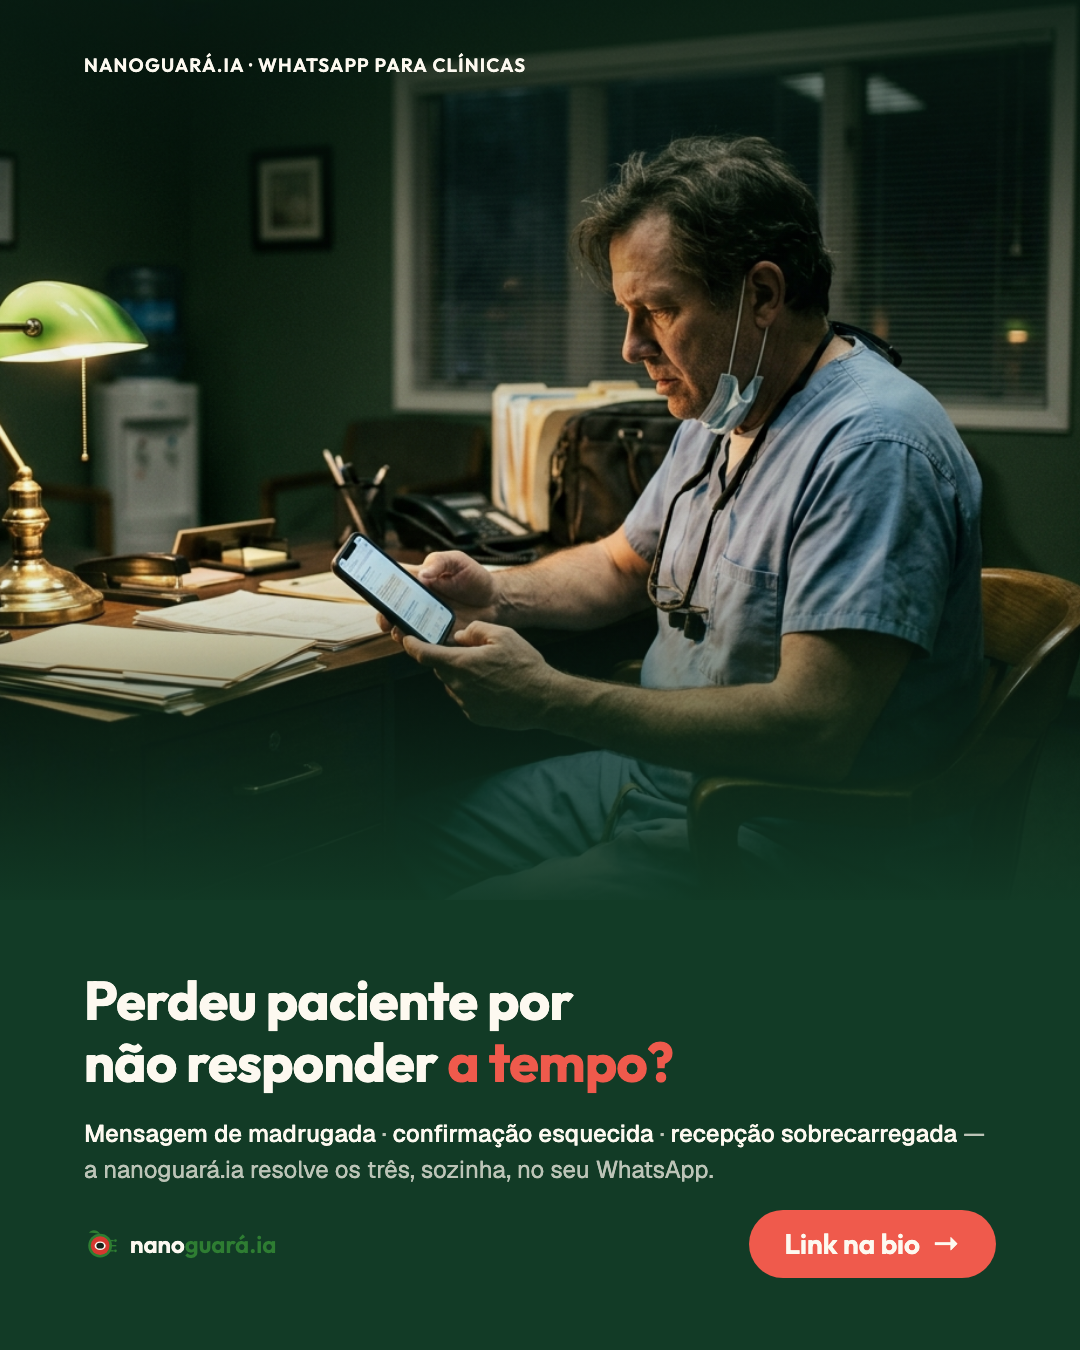 NANOGUARÁ.IA · WHATSAPP PARA CLÍNICAS
Perdeu paciente por
não responder a tempo?
Mensagem de madrugada · confirmação esquecida · recepção sobrecarregada —
a nanoguará.ia resolve os três, sozinha, no seu WhatsApp.
nanoguará.ia
Link na bio →